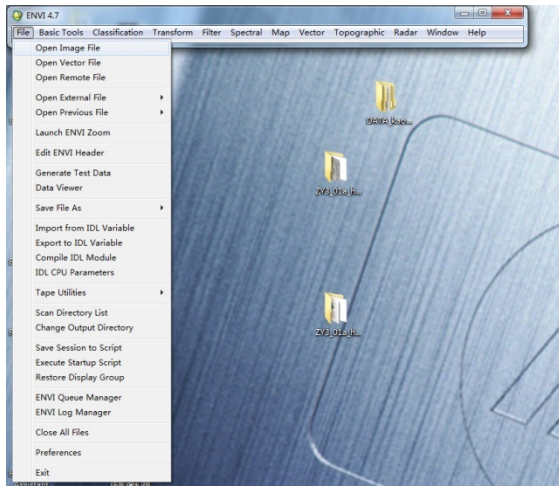 ENVI 4.7
File Basic Tools Classification Transform Filter Spectral Map Vector Topographic Radar Window Help
Open Image File
Open Vector File
Open Remote File
Open External File
Open Previous File
Launch ENVI Zoom
Edit ENVI Header
Generate Test Data
Data Viewer
Save File As
Import from IDL Variable
Export to IDL Variable
Compile IDL Module
IDL CPU Parameters
Tape Utilities
Scan Directory List
Change Output Directory
Save Session to Script
Execute Startup Script
Restore Display Group
ENVI Queue Manager
ENVI Log Manager
Close All Files
Preferences
Exit
DATA_kao...
ZY3_01a_h...
ZY3_01a_h...